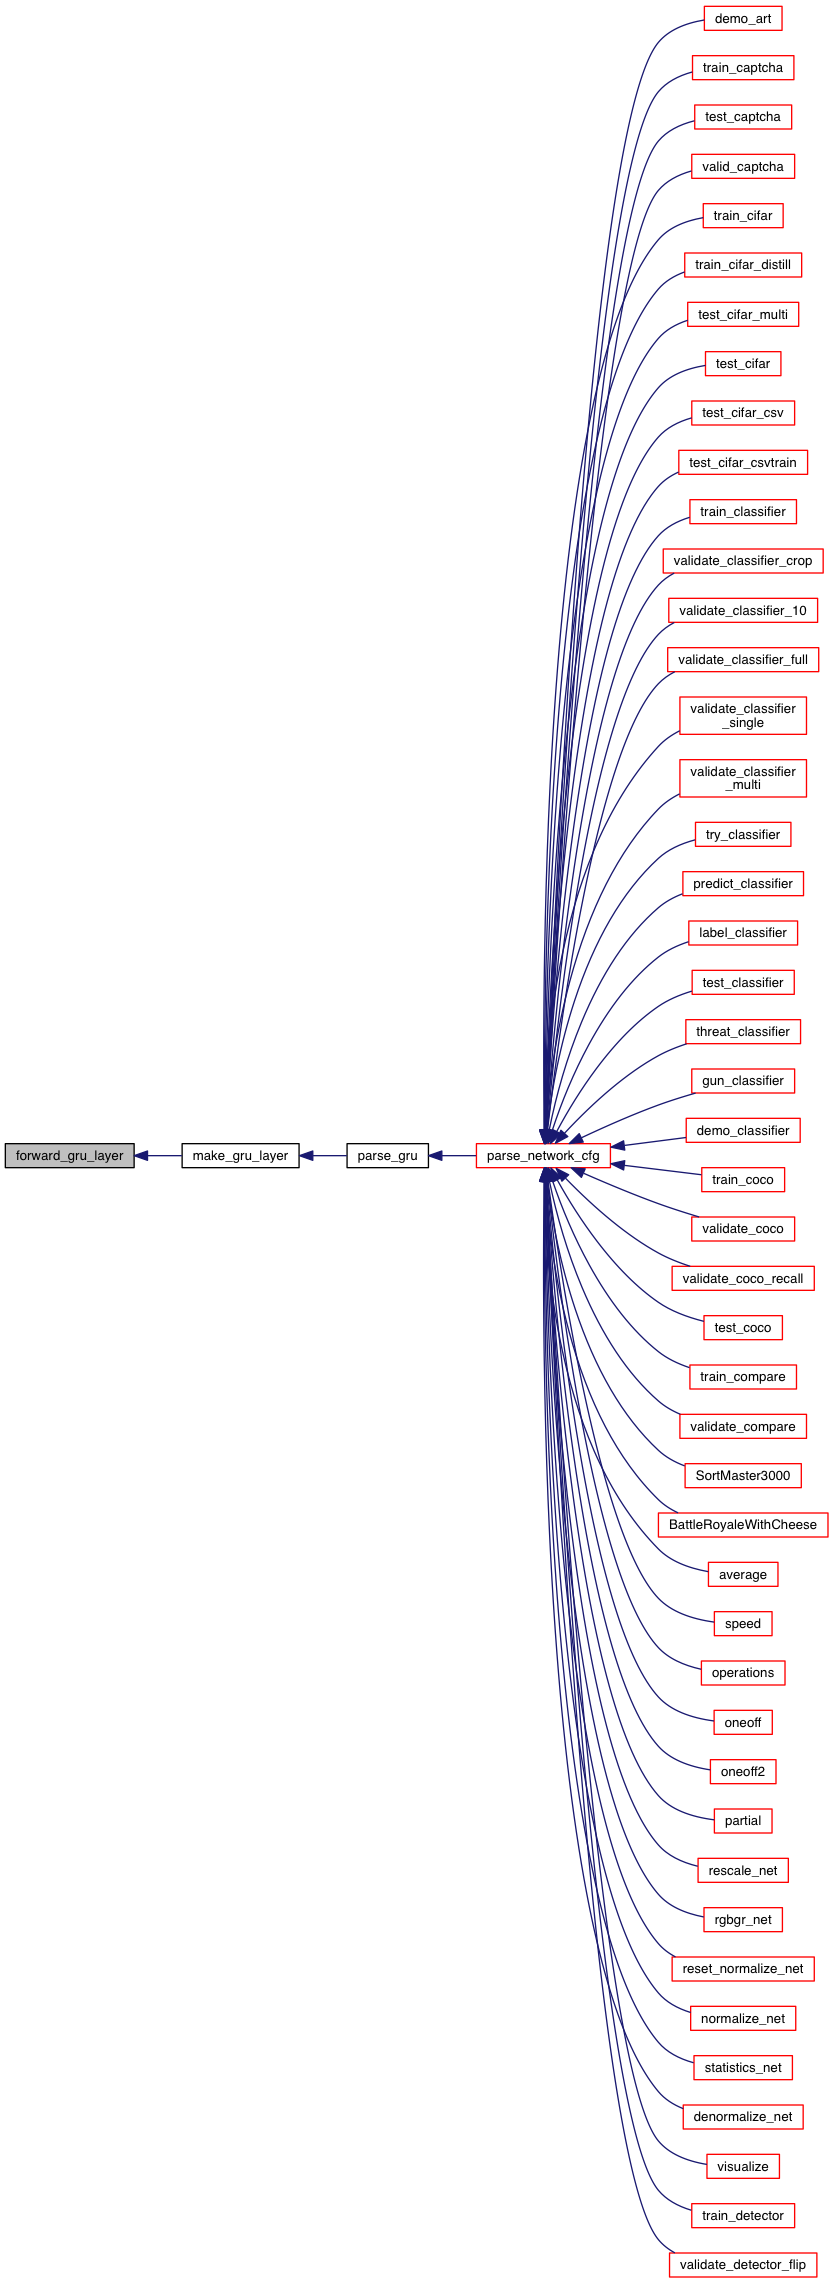 demo_art
train_captcha
test_captcha
valid_captcha
train_cifar
train_cifar_distill
test_cifar_multi
test_cifar
test_cifar_csv
test_cifar_csvtrain
train_classifier
validate_classifier_crop
validate_classifier_10
validate_classifier_full
validate_classifier
_single
validate_classifier
_multi
try_classifier
predict_classifier
label_classifier
test_classifier
threat_classifier
gun_classifier
demo_classifier
forward_gru_layer
make_gru_layer
parse_gru
parse_network_cfg
train_coco
validate_coco
validate_coco_recall
test_coco
train_compare
validate_compare
SortMaster3000
BattleRoyaleWithCheese
average
speed
operations
oneoff
oneoff2
partial
rescale_net
rgbgr_net
reset_normalize_net
normalize_net
statistics_net
denormalize_net
visualize
train_detector
validate_detector_flip